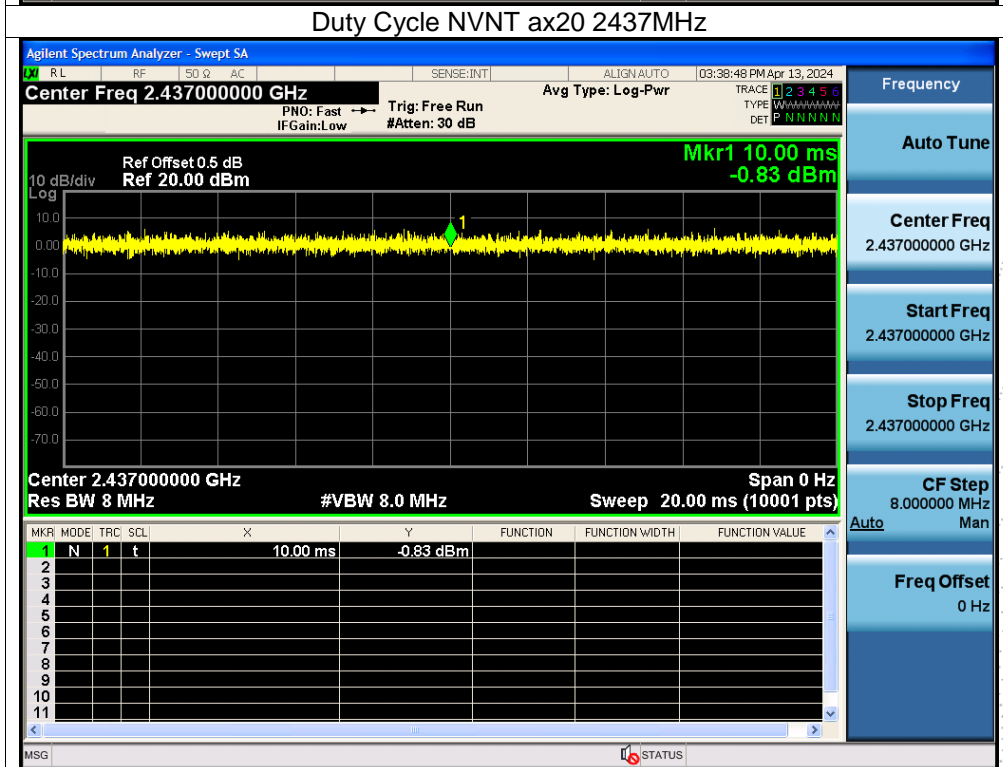 Duty Cycle NVNT ax20 2437MHz
Agilent Spectrum Analyzer - Swept SA
LXI RL RF 50 Ω AC SENSE:INT ALIGN AUTO 03:38:48 PM Apr 13, 2024
Center Freq 2.437000000 GHz Avg Type: Log-Pwr TRACE 1 2 3 4 5 6
PNO: Fast Trig: Free Run TYPE WWWWWW
IFGain:Low #Atten: 30 dB DET P N N N N N
Mkr1 10.00 ms
Ref Offset 0.5 dB
10 dB/div Ref 20.00 dBm -0.83 dBm
Log
10.0
1
0.00
-10.0
-20.0
-30.0
-40.0
-50.0
-60.0
-70.0
Center 2.437000000 GHz Span 0 Hz
Res BW 8 MHz #VBW 8.0 MHz Sweep 20.00 ms (10001 pts)
MKR MODE TRC SCL X Y FUNCTION FUNCTION WIDTH FUNCTION VALUE
1 N 1 t 10.00 ms -0.83 dBm
2
3
4
5
6
7
8
9
10
11
MSG STATUS
Frequency
Auto Tune
Center Freq
2.437000000 GHz
Start Freq
2.437000000 GHz
Stop Freq
2.437000000 GHz
CF Step
8.000000 MHz
Auto Man
Freq Offset
0 Hz